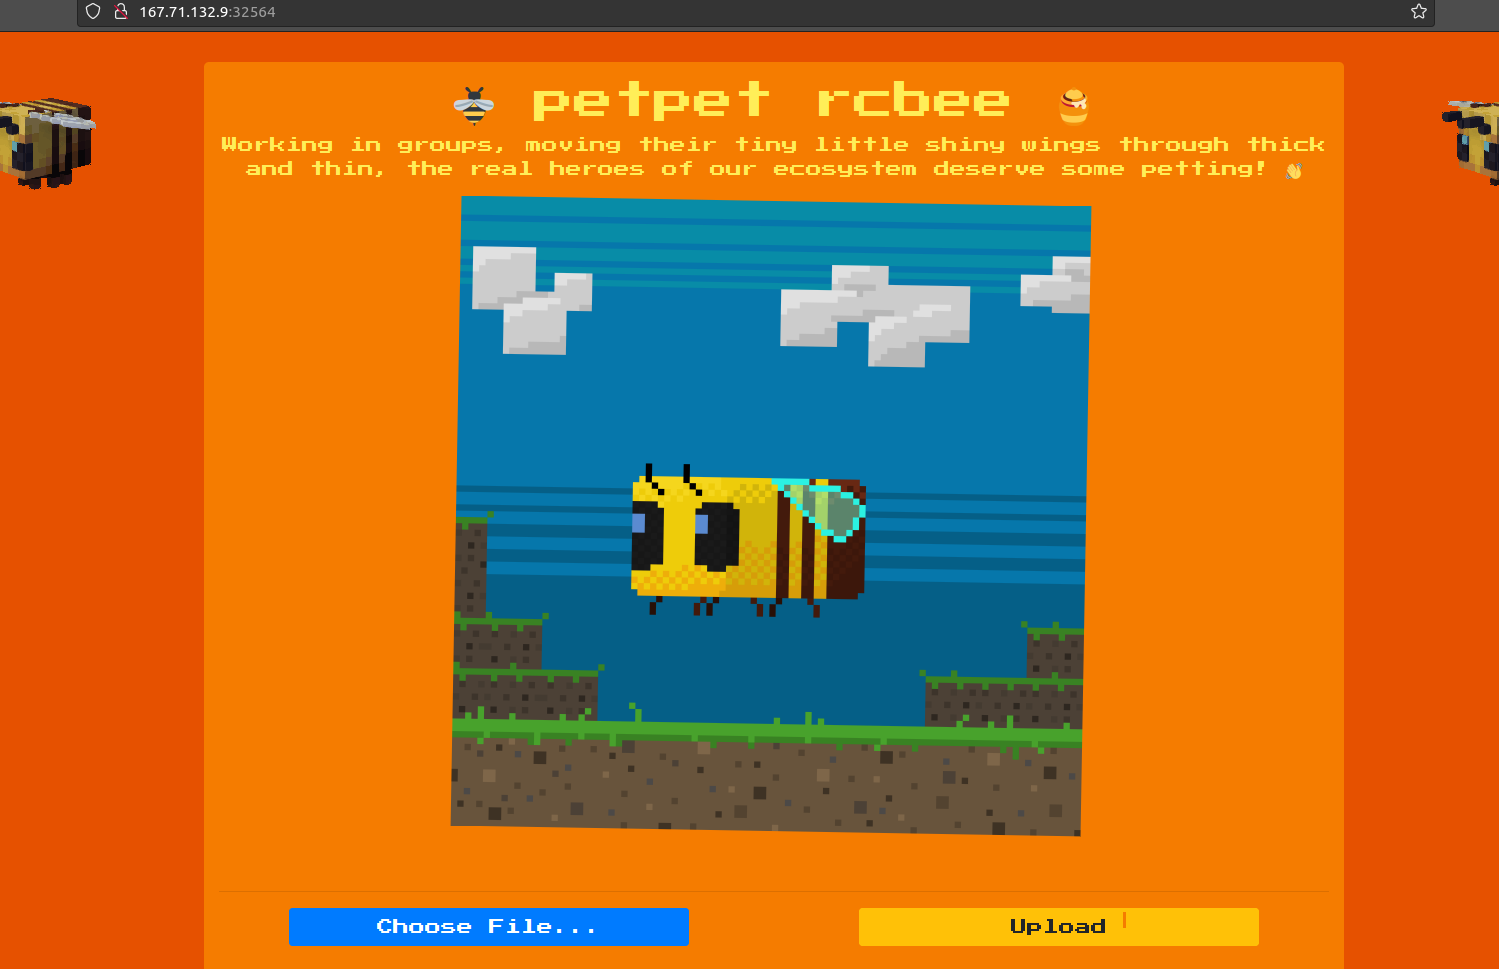 167.71.132.9:32564
petpet rcbee
Working in groups, moving their tiny little shiny wings through thick
and thin, the real heroes of our ecosystem deserve some petting! 👋
Choose File...
Upload